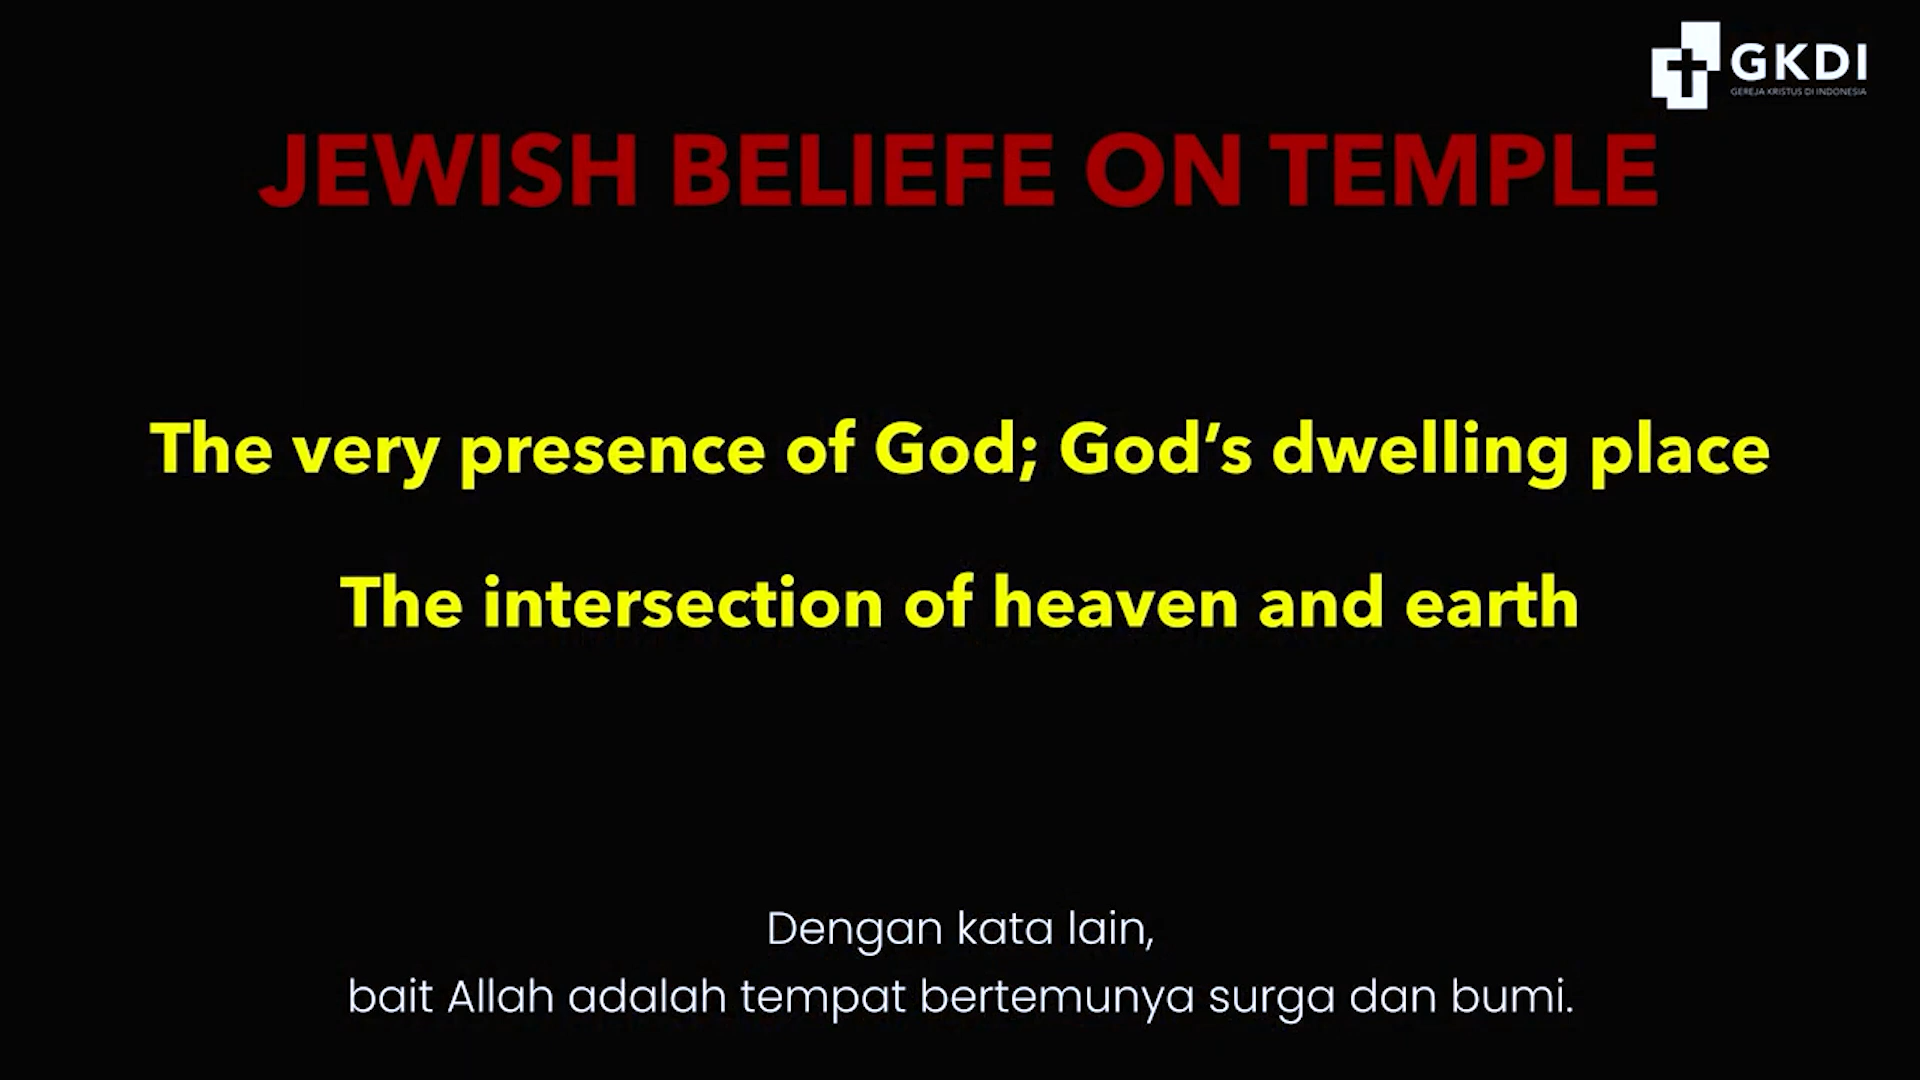 GKDI
GEREJA KRISTUS DI INDONESIA
JEWISH BELIEFE ON TEMPLE
The very presence of God; God’s dwelling place
The intersection of heaven and earth
Dengan kata lain,
bait Allah adalah tempat bertemunya surga dan bumi.